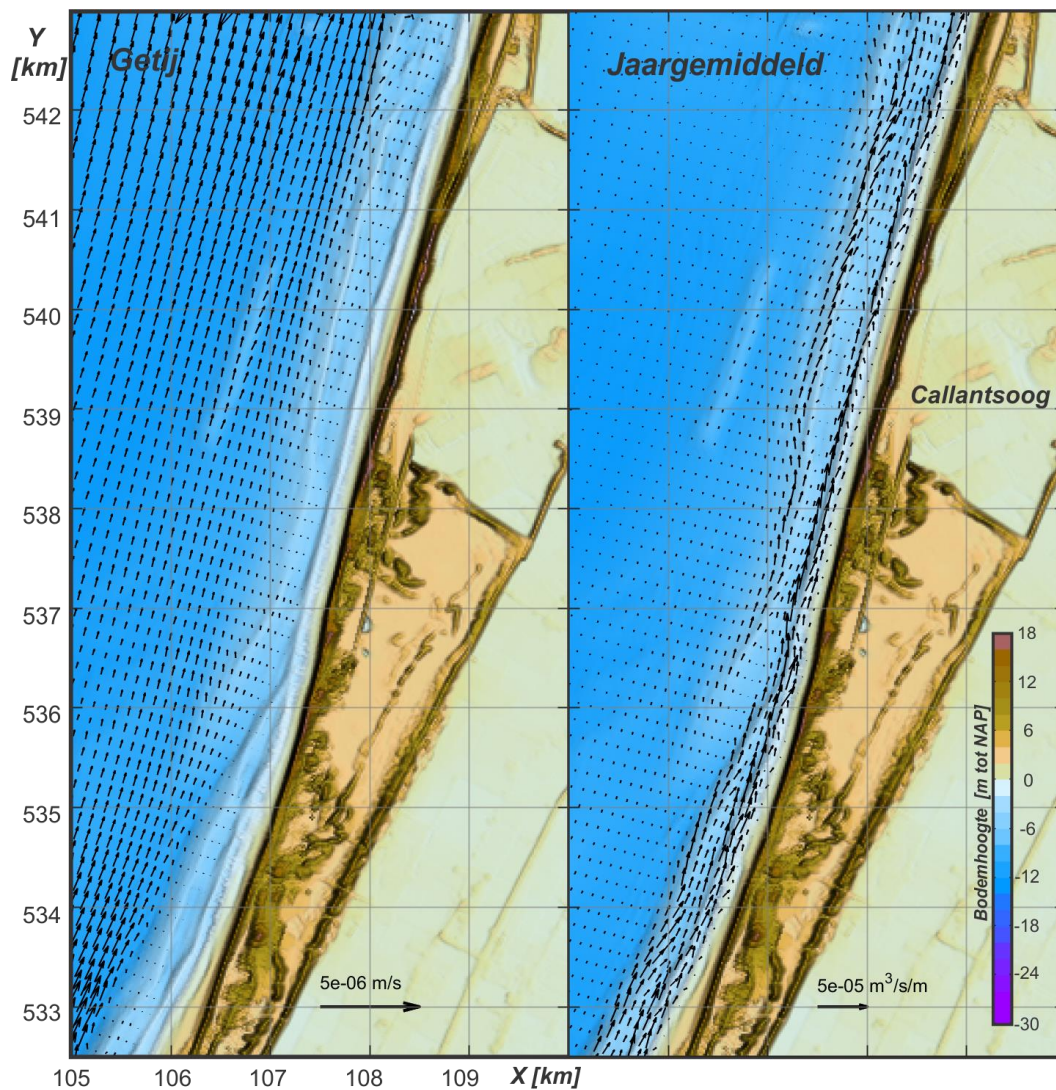 Y
[km]
Getij
Jaargemiddeld
542
541
540
539
538
537
536
535
534
533
Callantsoog
Bodemhoogte [m tot NAP]
18
12
6
0
-6
-12
-18
-24
-30
5e-06 m/s
5e-05 m³/s/m
105
106
107
108
109
X [km]